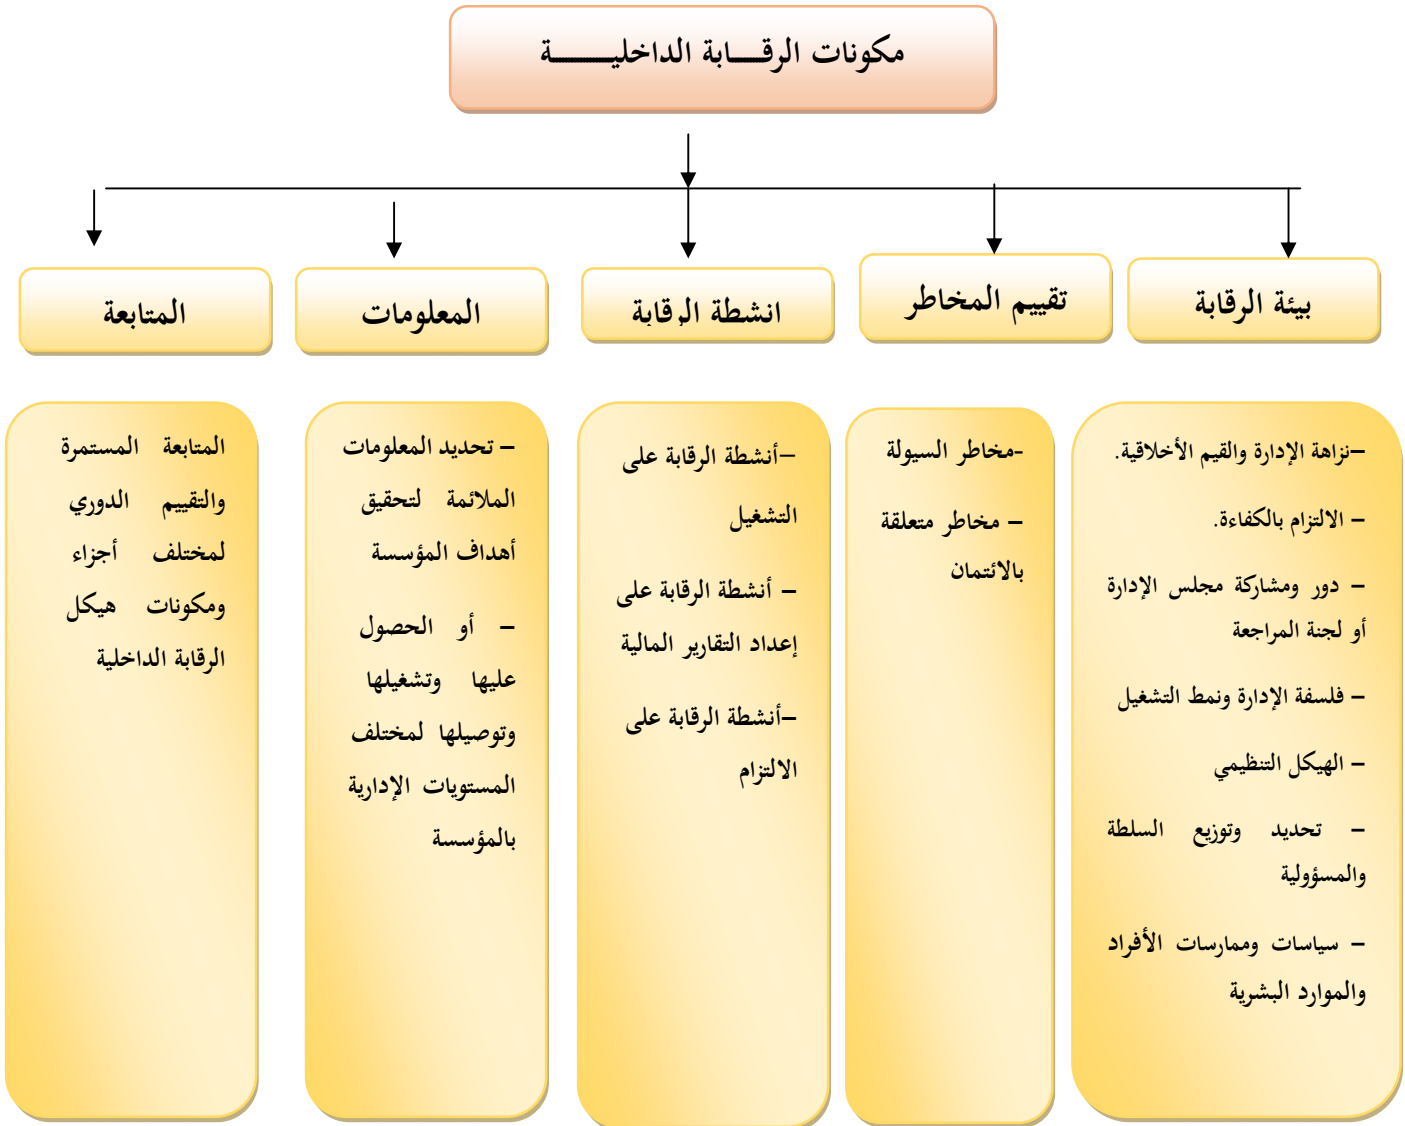 مكونات الرقــــابة الداخليـــــــــة
بيئة الرقابة
تقييم المخاطر
انشطة الرقابة
المعلومات
المتابعة
–نزاهة الإدارة والقيم الأخلاقية.
– الالتزام بالكفاءة.
– دور ومشاركة مجلس الإدارة
أو لجنة المراجعة
– فلسفة الإدارة ونمط التشغيل
– الهيكل التنظيمي
– تحديد وتوزيع السلطة
والمسؤولية
– سياسات وممارسات الأفراد
والموارد البشرية
-مخاطر السيولة
– مخاطر متعلقة
بالائتمان
–أنشطة الرقابة على
التشغيل
– أنشطة الرقابة على
إعداد التقارير المالية
–أنشطة الرقابة على
الالتزام
– تحديد المعلومات
الملائمة لتحقيق
أهداف المؤسسة
– أو الحصول
عليها وتشغيلها
وتوصيلها لمختلف
المستويات الإدارية
بالمؤسسة
المتابعة المستمرة
والتقييم الدوري
لمختلف أجزاء
ومكونات هيكل
الرقابة الداخلية